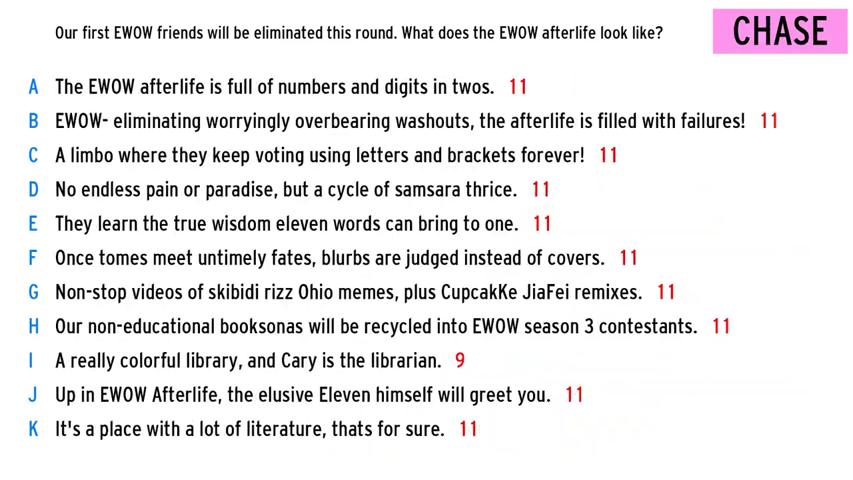 Our first EWOW friends will be eliminated this round. What does the EWOW afterlife look like?
CHASE
A The EWOW afterlife is full of numbers and digits in twos. 11
B EWOW- eliminating worryingly overbearing washouts, the afterlife is filled with failures! 11
C A limbo where they keep voting using letters and brackets forever! 11
D No endless pain or paradise, but a cycle of samsara thrice. 11
E They learn the true wisdom eleven words can bring to one. 11
F Once tomes meet untimely fates, blurbs are judged instead of covers. 11
G Non-stop videos of skibidi rizz Ohio memes, plus CupcakKe JiaFei remixes. 11
H Our non-educational booksonas will be recycled into EWOW season 3 contestants. 11
I A really colorful library, and Cary is the librarian. 9
J Up in EWOW Afterlife, the elusive Eleven himself will greet you. 11
K It's a place with a lot of literature, thats for sure. 11